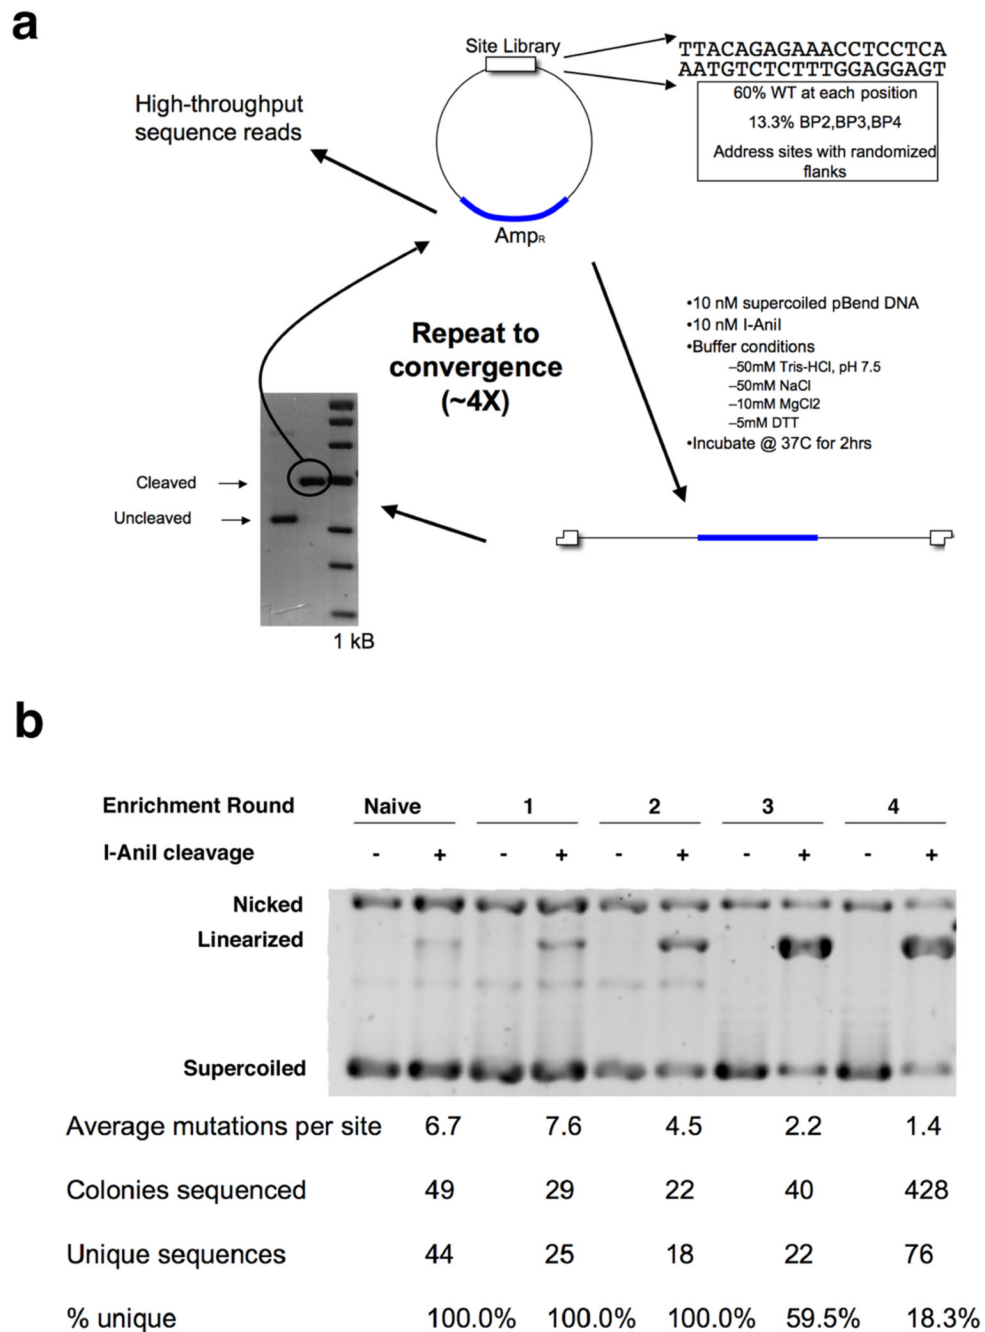 a
Site Library
TTACAGAGAAACCTCCTCA
AATGTCTCTTTGGAGGAGT
60% WT at each position
13.3% BP2,BP3,BP4
Address sites with randomized
flanks
High-throughput
sequence reads
AmpR
•10 nM supercoiled pBend DNA
•10 nM I-AniI
•Buffer conditions
–50mM Tris-HCl, pH 7.5
–50mM NaCl
–10mM MgCl2
–5mM DTT
•Incubate @ 37C for 2hrs
Repeat to
convergence
(~4X)
Cleaved
Uncleaved
1 kB
b
Enrichment Round Naive 1 2 3 4
I-AniI cleavage - + - + - + - + - +
Nicked
Linearized
Supercoiled
Average mutations per site 6.7 7.6 4.5 2.2 1.4
Colonies sequenced 49 29 22 40 428
Unique sequences 44 25 18 22 76
% unique 100.0% 100.0% 100.0% 59.5% 18.3%